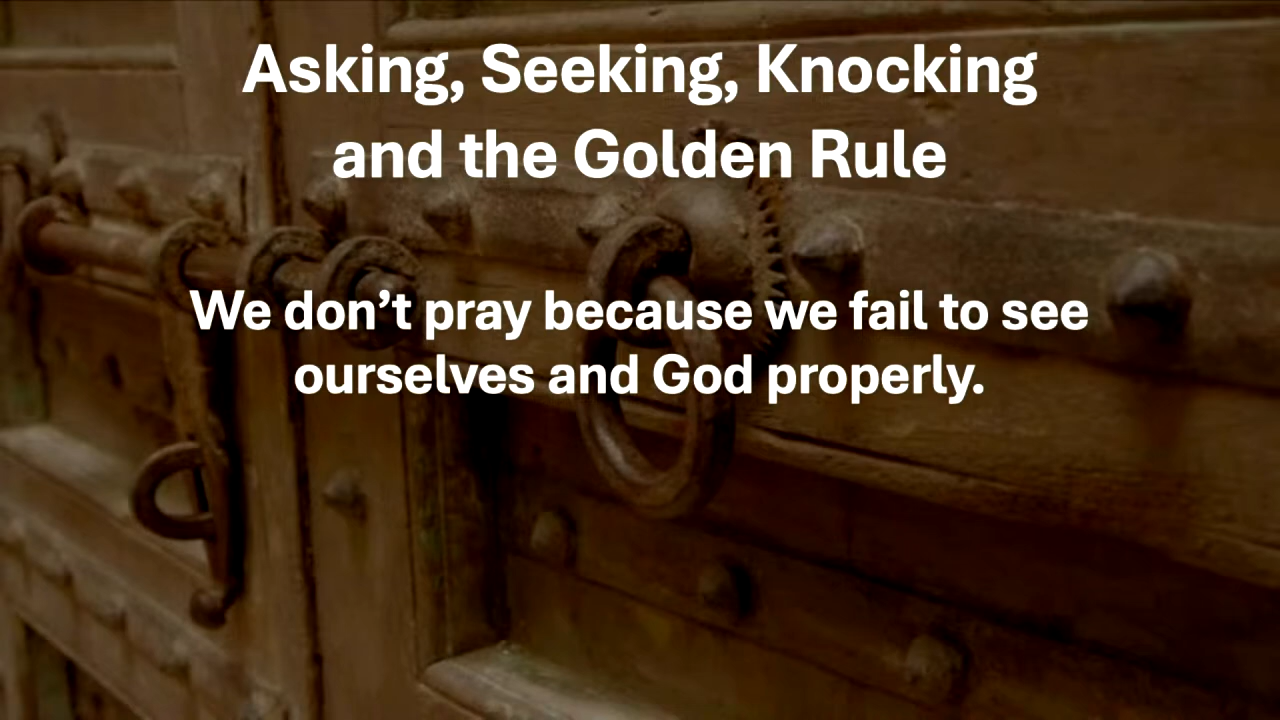 Asking, Seeking, Knocking
and the Golden Rule
We don’t pray because we fail to see
ourselves and God properly.